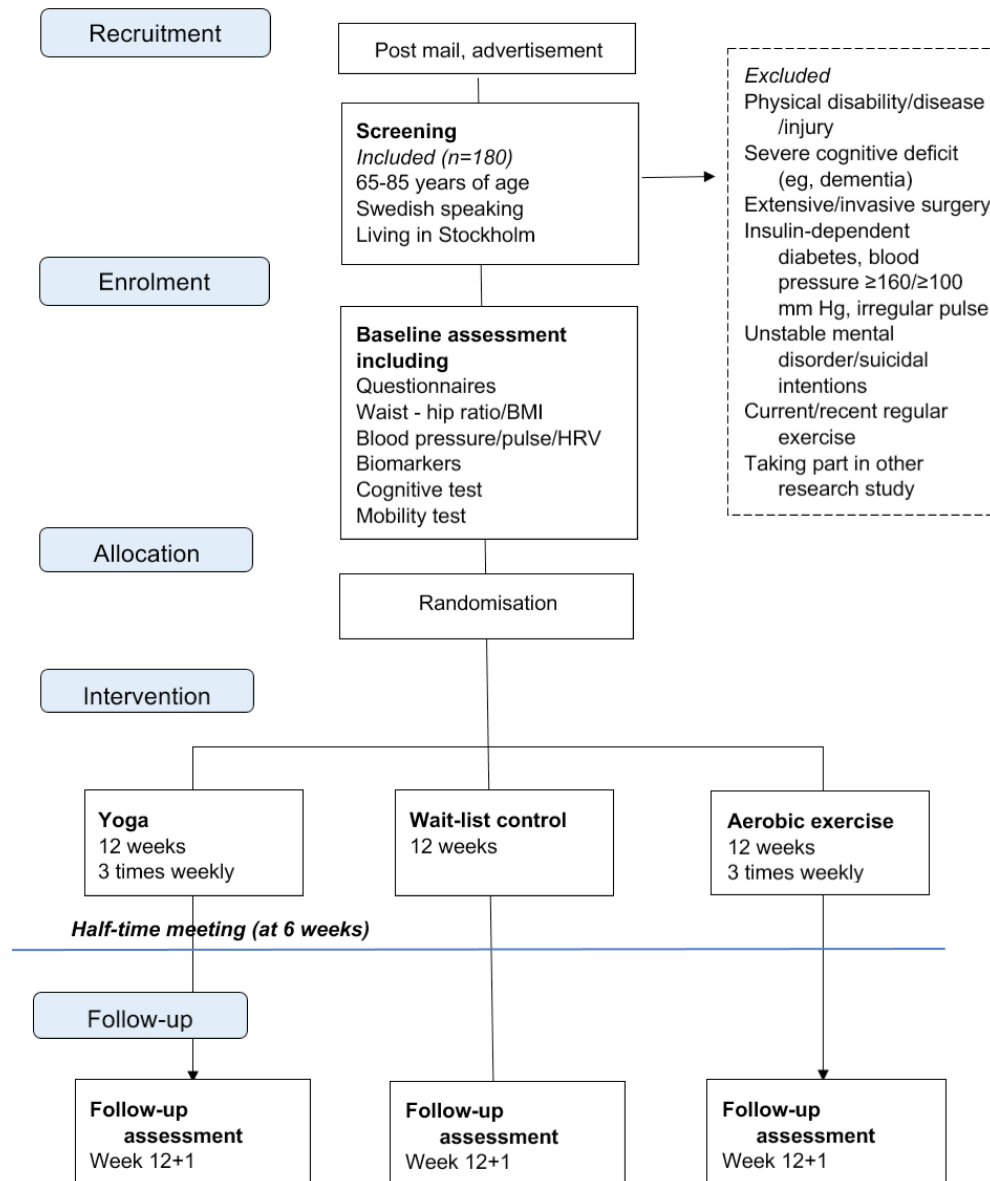 Recruitment
Post mail, advertisement
Screening
Included (n=180)
65-85 years of age
Swedish speaking
Living in Stockholm
Excluded
Physical disability/disease
/injury
Severe cognitive deficit
(eg, dementia)
Extensive/invasive surgery
Insulin-dependent
diabetes, blood
pressure ≥160/≥100
mm Hg, irregular pulse
Unstable mental
disorder/suicidal
intentions
Current/recent regular
exercise
Taking part in other
research study
Enrolment
Baseline assessment
including
Questionnaires
Waist - hip ratio/BMI
Blood pressure/pulse/HRV
Biomarkers
Cognitive test
Mobility test
Allocation
Randomisation
Intervention
Yoga
12 weeks
3 times weekly
Wait-list control
12 weeks
Aerobic exercise
12 weeks
3 times weekly
Half-time meeting (at 6 weeks)
Follow-up
Follow-up
assessment
Week 12+1
Follow-up
assessment
Week 12+1
Follow-up
assessment
Week 12+1